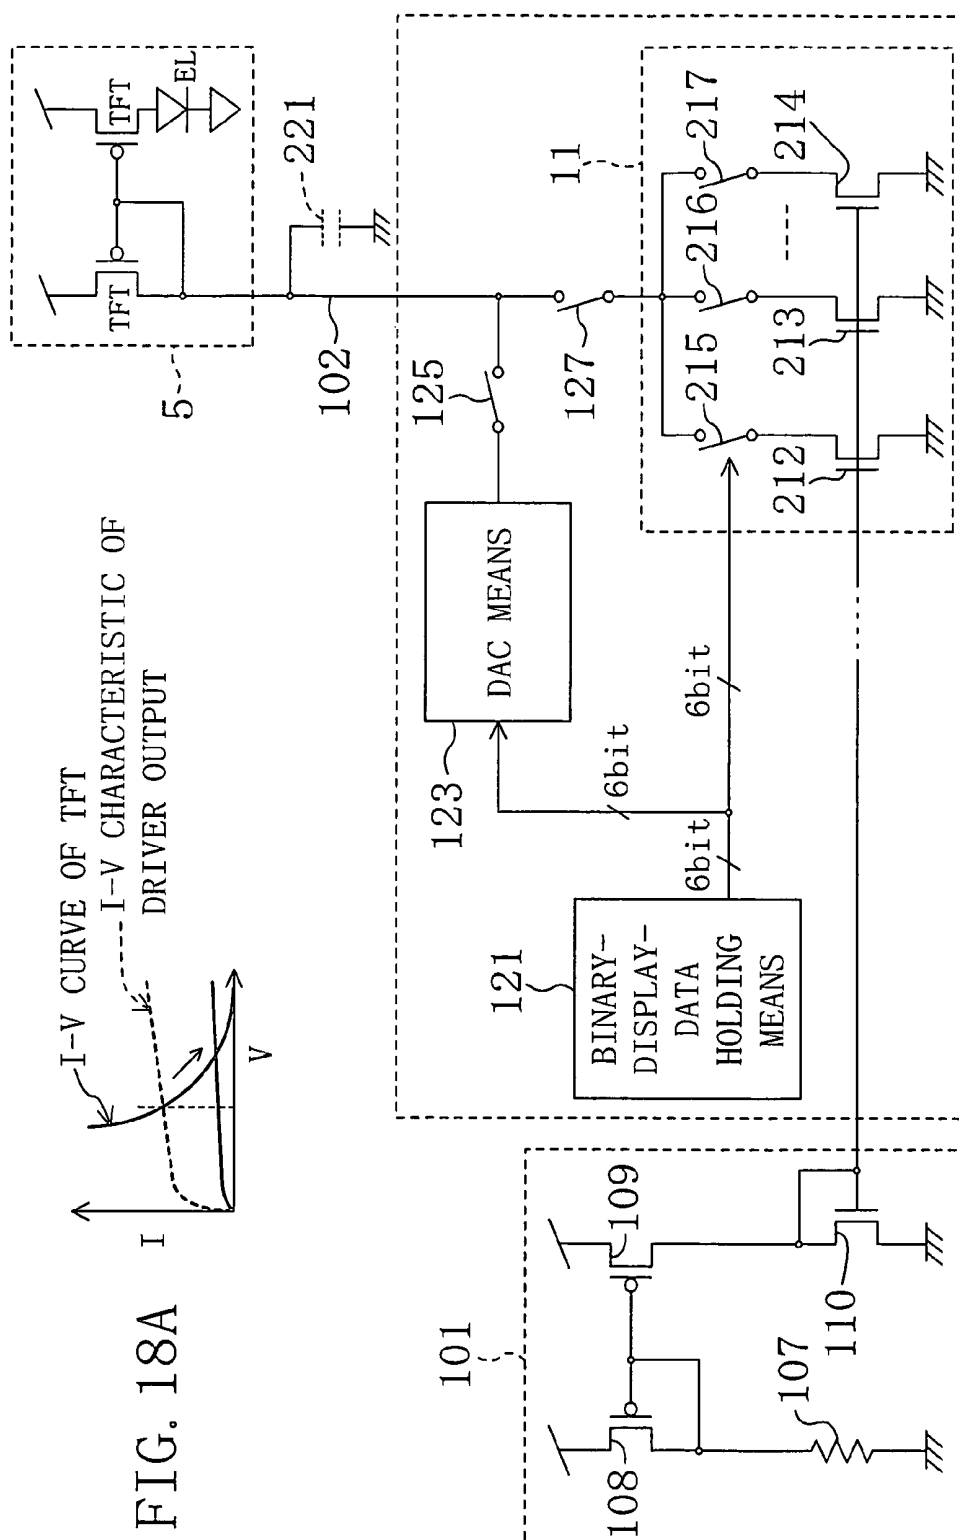 FIG. 18A
I
V
I-V CURVE OF TFT
I-V CHARACTERISTIC OF
DRIVER OUTPUT
5
TFT
TFT
EL
221
102
125
127
123
DAC MEANS
6bit
6bit
6bit
121
BINARY-
DISPLAY-
DATA
HOLDING
MEANS
11
215
216
217
212
213
214
101
108
109
107
110